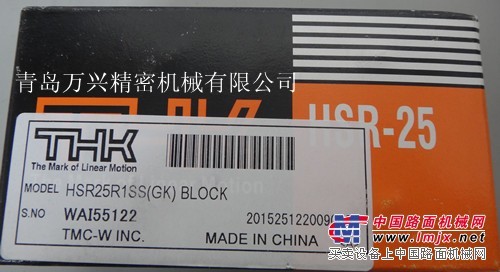 青岛万兴精密机械有限公司
HSR-25
THK
The Mark of Linear Motion
MODEL HSR25R1SS(GK) BLOCK
S.NO WAI55122 201525122009
TMC-W INC. MADE IN CHINA
Linear Motion
中国路面机械网
www.lmjx.net
买卖设备上中国路面机械网